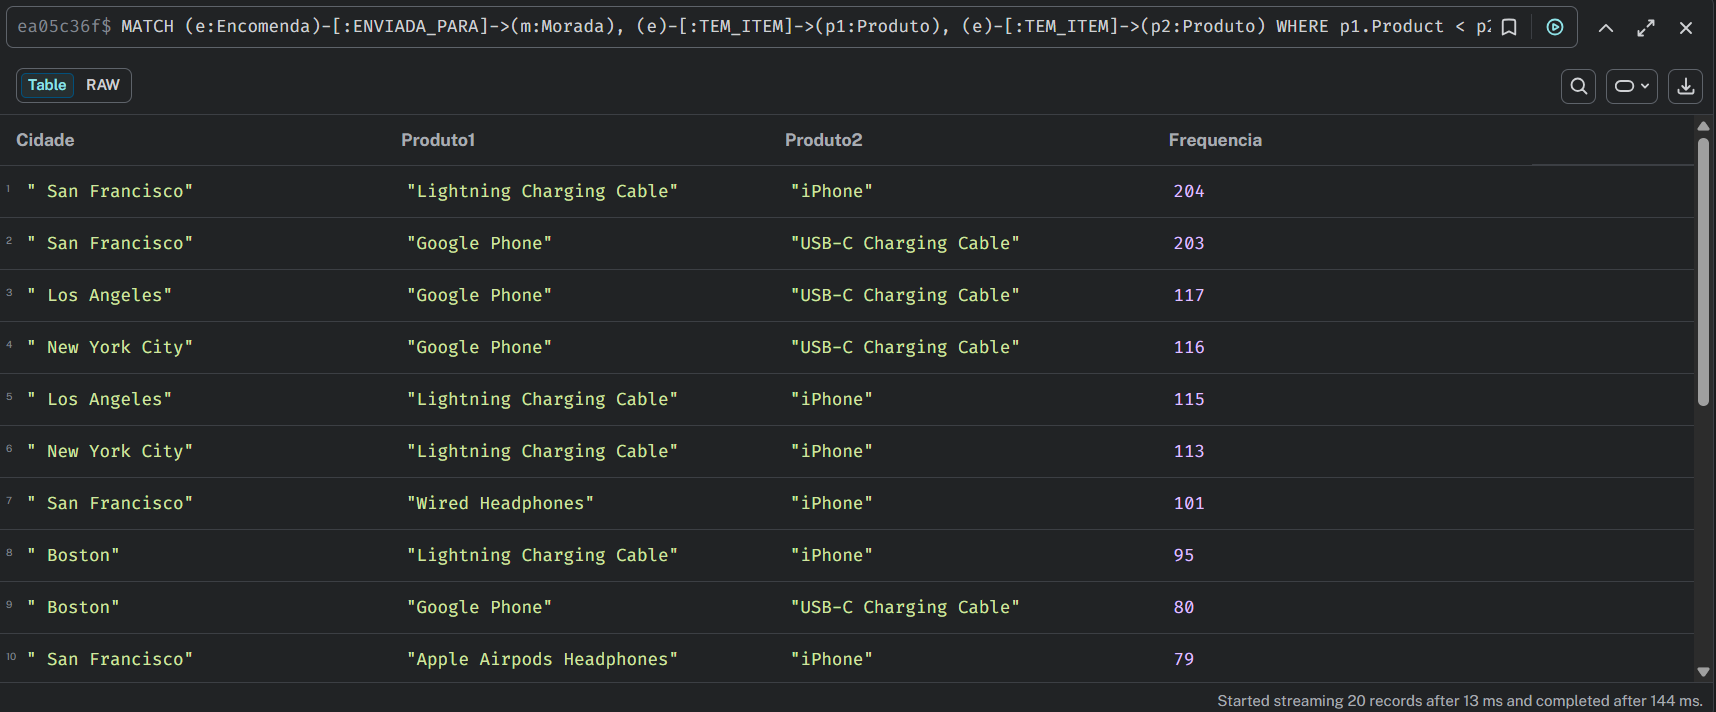 ea05c36f$ MATCH (e:Encomenda)-[:ENVIADA_PARA]->(m:Morada), (e)-[:TEM_ITEM]->(p1:Produto), (e)-[:TEM_ITEM]->(p2:Produto) WHERE p1.Product < p2
Table RAW
Cidade Produto1 Produto2 Frequencia
1 " San Francisco" "Lightning Charging Cable" "iPhone" 204
2 " San Francisco" "Google Phone" "USB-C Charging Cable" 203
3 " Los Angeles" "Google Phone" "USB-C Charging Cable" 117
4 " New York City" "Google Phone" "USB-C Charging Cable" 116
5 " Los Angeles" "Lightning Charging Cable" "iPhone" 115
6 " New York City" "Lightning Charging Cable" "iPhone" 113
7 " San Francisco" "Wired Headphones" "iPhone" 101
8 " Boston" "Lightning Charging Cable" "iPhone" 95
9 " Boston" "Google Phone" "USB-C Charging Cable" 80
10 " San Francisco" "Apple Airpods Headphones" "iPhone" 79
Started streaming 20 records after 13 ms and completed after 144 ms.